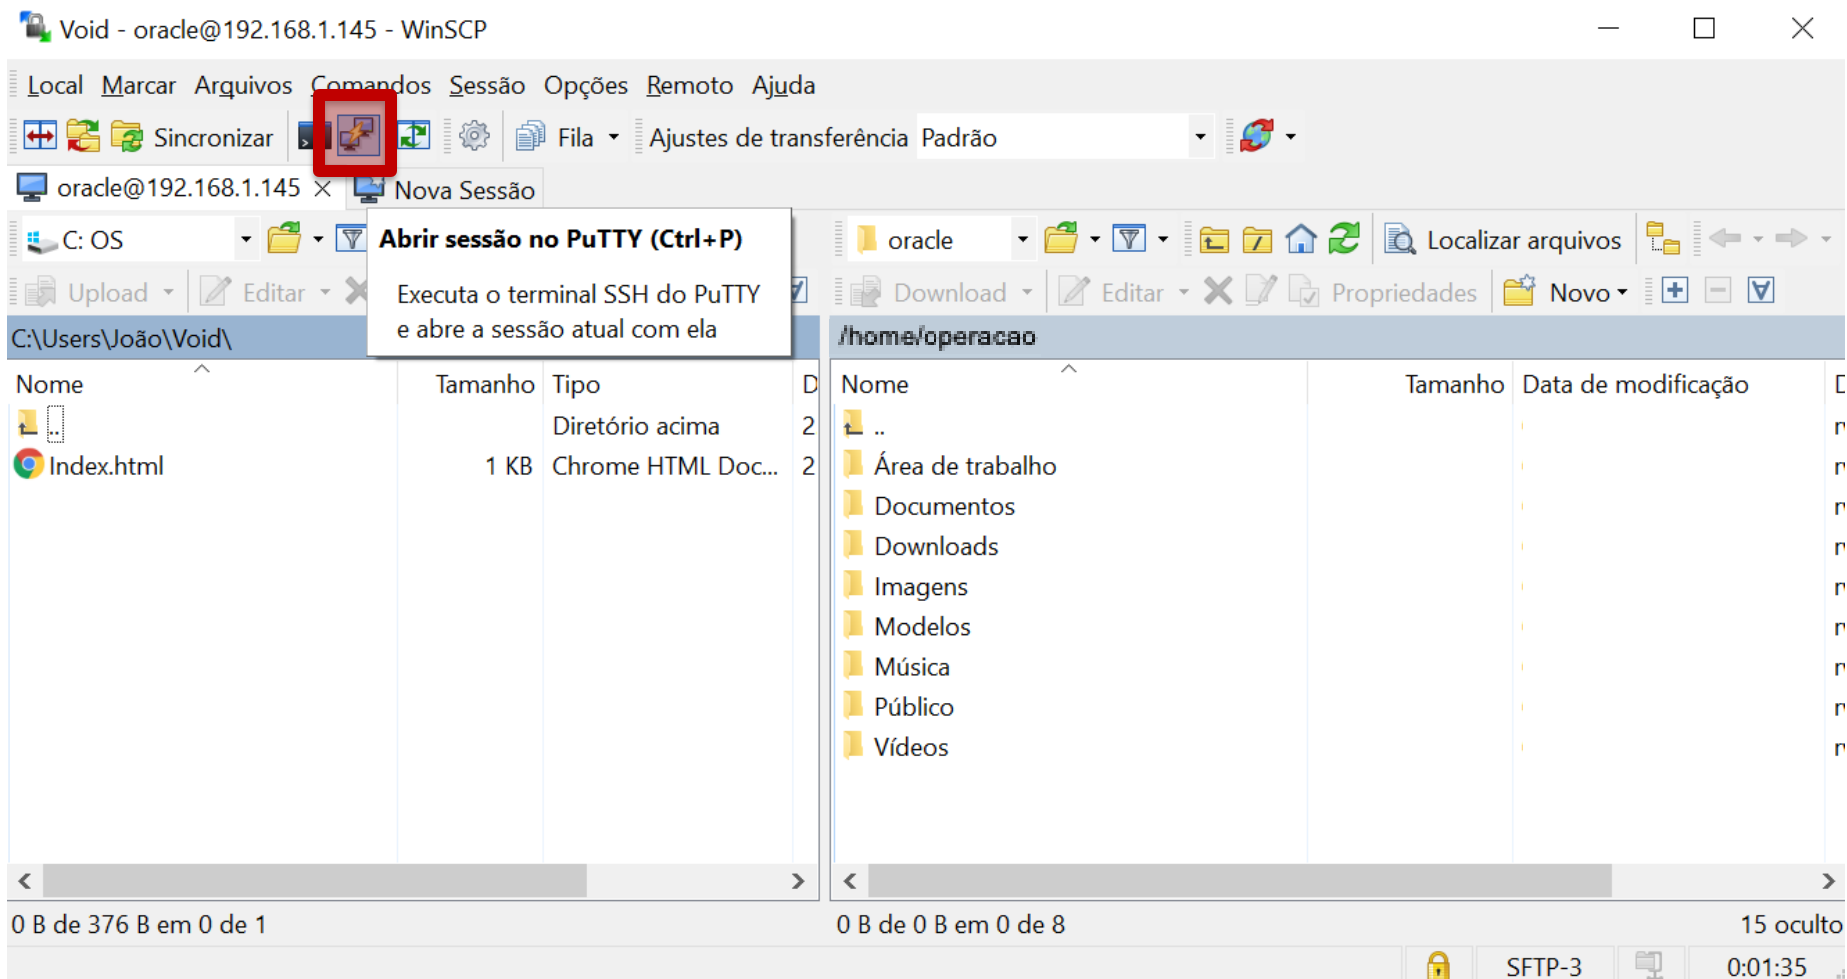 Void - oracle@192.168.1.145 - WinSCP
Local Marcar Arquivos Comandos Sessão Opções Remoto Ajuda
Sincronizar Fila Ajustes de transferência Padrão
oracle@192.168.1.145 Nova Sessão
C: OS
Abrir sessão no PuTTY (Ctrl+P)
Executa o terminal SSH do PuTTY
e abre a sessão atual com ela
oracle Localizar arquivos
Upload Editar
Download Editar Propriedades Novo
C:\Users\João\Void\
/home/operacao
Nome Tamanho Tipo D
.. Diretório acima 2
Index.html 1 KB Chrome HTML Doc... 2
Nome Tamanho Data de modificação
..
Área de trabalho
Documentos
Downloads
Imagens
Modelos
Música
Público
Vídeos
0 B de 376 B em 0 de 1
0 B de 0 B em 0 de 8
15 oculto
SFTP-3 0:01:35